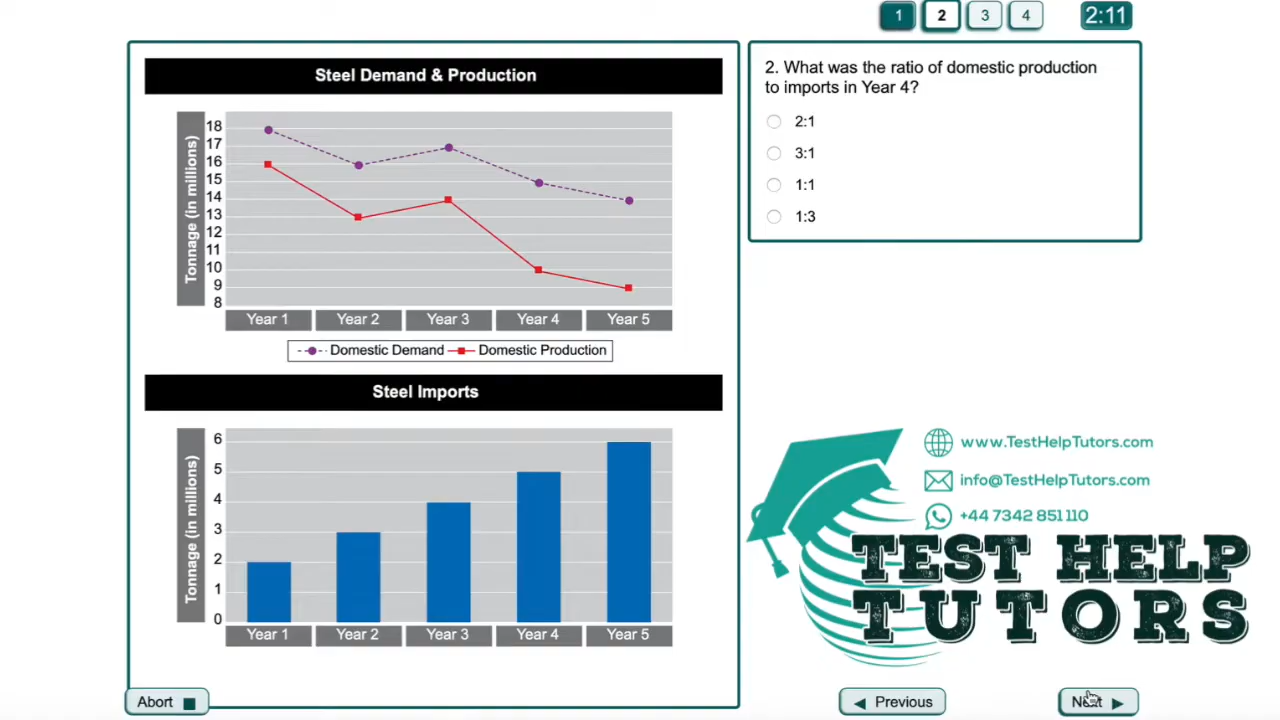 1 2 3 4 2:11
Steel Demand & Production
Tonnage (in millions)
18
17
16
15
14
13
12
11
10
9
8
Year 1 Year 2 Year 3 Year 4 Year 5
Domestic Demand Domestic Production
Steel Imports
Tonnage (in millions)
6
5
4
3
2
1
0
Year 1 Year 2 Year 3 Year 4 Year 5
2. What was the ratio of domestic production
to imports in Year 4?
2:1
3:1
1:1
1:3
www.TestHelpTutors.com
info@TestHelpTutors.com
+44 7342 851 110
TEST HELP
TUTORS
Abort
Previous
Next